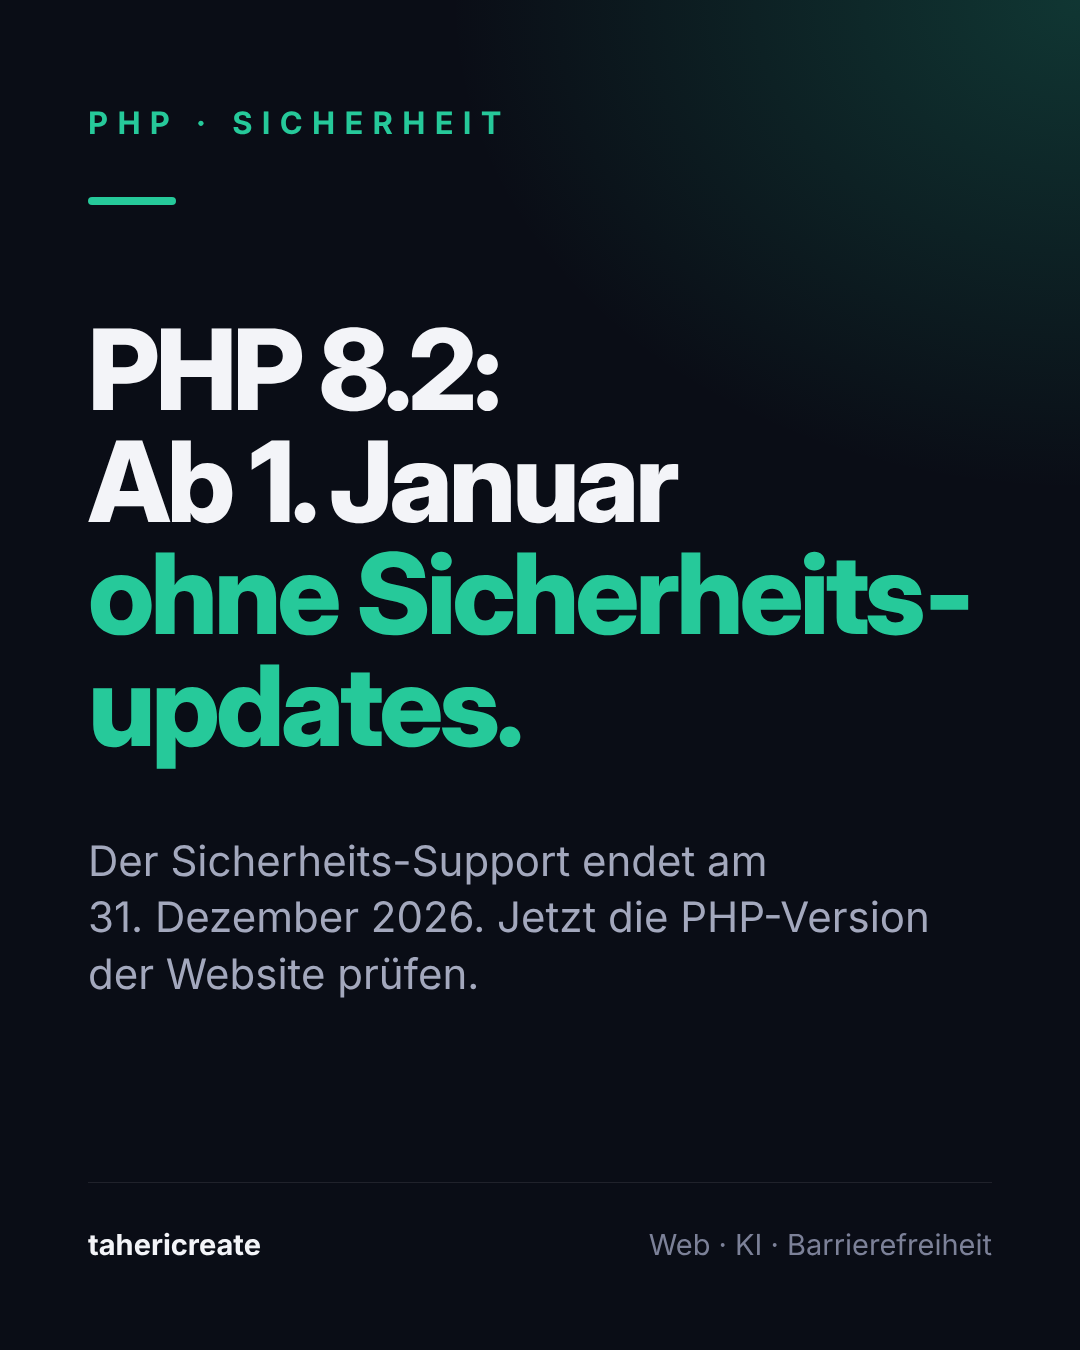 PHP · SICHERHEIT
PHP 8.2:
Ab 1. Januar
ohne Sicherheits-
updates.
Der Sicherheits-Support endet am
31. Dezember 2026. Jetzt die PHP-Version
der Website prüfen.
tahericreate
Web · KI · Barrierefreiheit